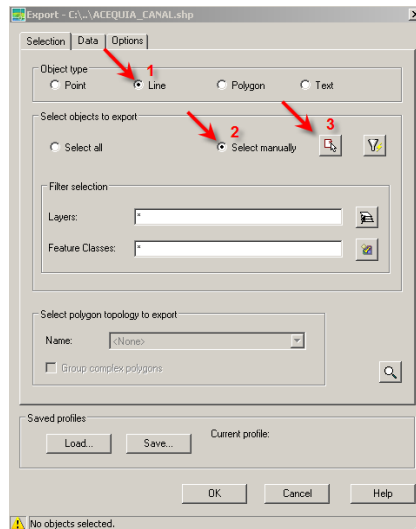 Export - C:\..\ACEQUIA_CANAL.shp
Selection Data Options
Object type
1
Point Line Polygon Text
Select objects to export
2 3
Select all Select manually
Filter selection
Layers: *
Feature Classes: *
Select polygon topology to export
Name: <None>
Group complex polygons
Saved profiles
Load... Save... Current profile:
OK Cancel Help
No objects selected.